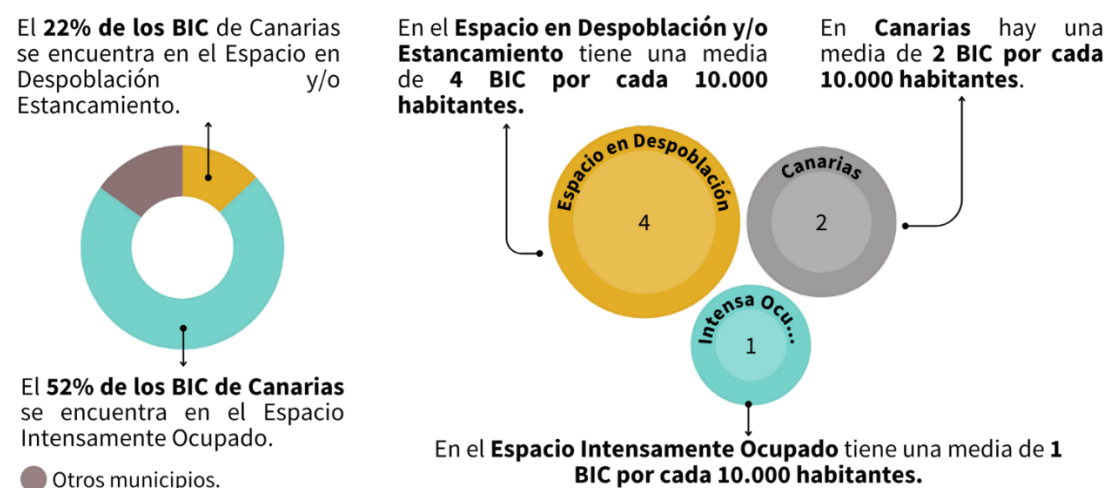 El 22% de los BIC de Canarias
se encuentra en el Espacio en
Despoblación y/o
Estancamiento.
El 52% de los BIC de Canarias
se encuentra en el Espacio
Intensamente Ocupado.
Otros municipios.
En el Espacio en Despoblación y/o
Estancamiento tiene una media
de 4 BIC por cada 10.000
habitantes.
En Canarias hay una
media de 2 BIC por cada
10.000 habitantes.
Espacio en Despoblación
4
Canarias
2
Intensa Ocu...
1
En el Espacio Intensamente Ocupado tiene una media de 1
BIC por cada 10.000 habitantes.